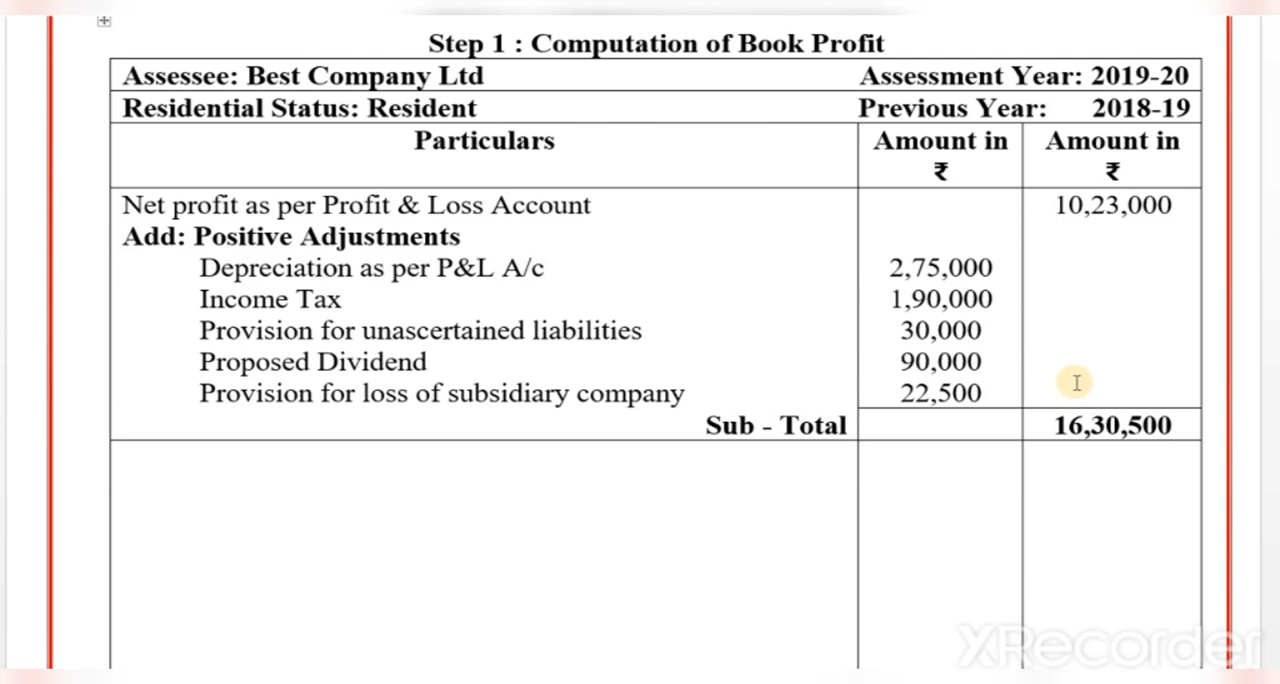 Step 1 : Computation of Book Profit
Assessee: Best Company Ltd Assessment Year: 2019-20
Residential Status: Resident Previous Year: 2018-19
Particulars Amount in ₹ Amount in ₹
Net profit as per Profit & Loss Account 10,23,000
Add: Positive Adjustments
Depreciation as per P&L A/c 2,75,000
Income Tax 1,90,000
Provision for unascertained liabilities 30,000
Proposed Dividend 90,000
Provision for loss of subsidiary company 22,500
Sub - Total 16,30,500
XRecorder